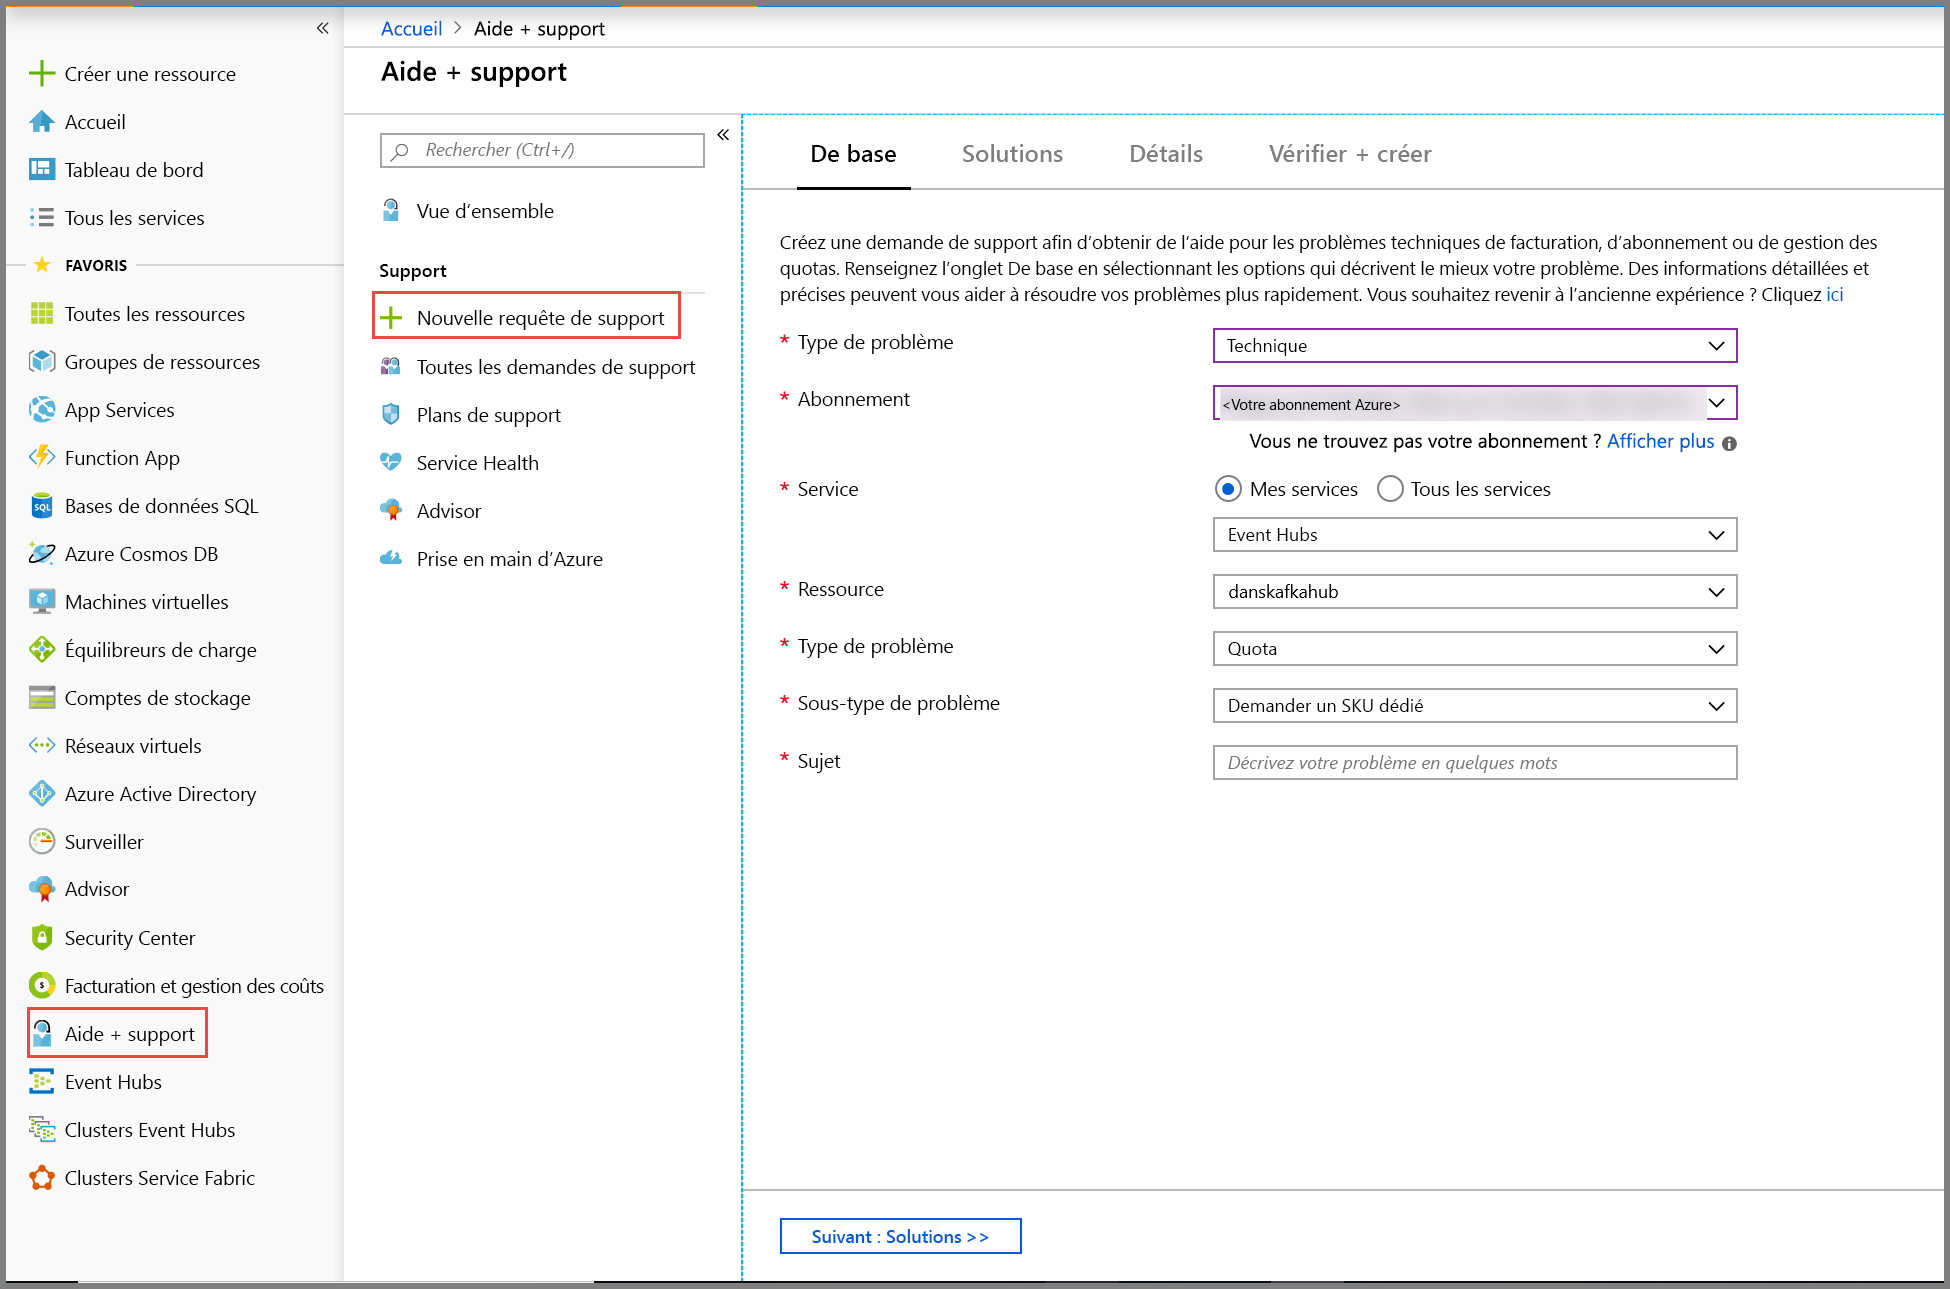 Créer une ressource
Accueil
Tableau de bord
Tous les services
FAVORIS
Toutes les ressources
Groupes de ressources
App Services
Function App
Bases de données SQL
Azure Cosmos DB
Machines virtuelles
Équilibreurs de charge
Comptes de stockage
Réseaux virtuels
Azure Active Directory
Surveiller
Advisor
Security Center
Facturation et gestion des coûts
Aide + support
Event Hubs
Clusters Event Hubs
Clusters Service Fabric
Accueil > Aide + support
Aide + support
Rechercher (Ctrl+/)
Vue d’ensemble
Support
Nouvelle requête de support
Toutes les demandes de support
Plans de support
Service Health
Advisor
Prise en main d’Azure
De base Solutions Détails Vérifier + créer
Créez une demande de support afin d’obtenir de l’aide pour les problèmes techniques de facturation, d’abonnement ou de gestion des
quotas. Renseignez l’onglet De base en sélectionnant les options qui décrivent le mieux votre problème. Des informations détaillées et
précises peuvent vous aider à résoudre vos problèmes plus rapidement. Vous souhaitez revenir à l’ancienne expérience ? Cliquez ici
* Type de problème Technique
* Abonnement <Votre abonnement Azure>
Vous ne trouvez pas votre abonnement ? Afficher plus
* Service Mes services Tous les services
Event Hubs
* Ressource danskafkahub
* Type de problème Quota
* Sous-type de problème Demander un SKU dédié
* Sujet Décrivez votre problème en quelques mots
Suivant : Solutions >>